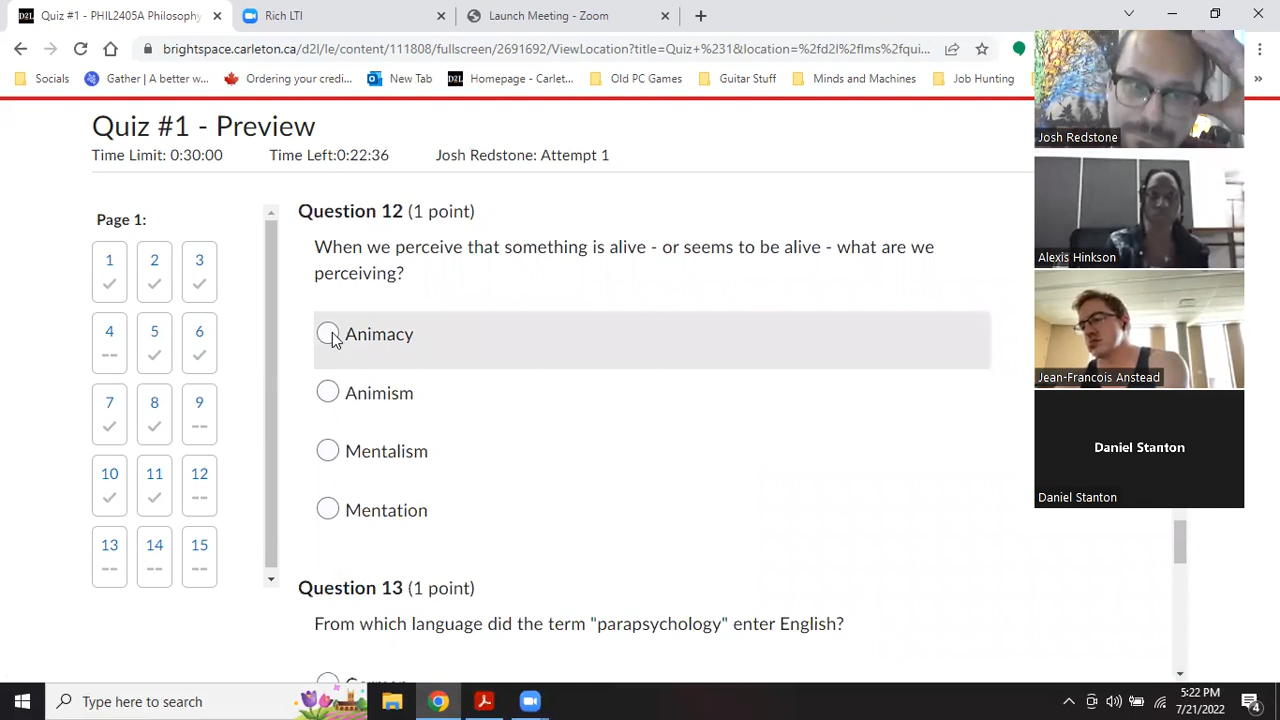 Quiz #1 - PHIL2405A Philosophy
Rich LTI
Launch Meeting - Zoom
brightspace.carleton.ca/d2l/le/content/111808/fullscreen/2691692/ViewLocation?title=Quiz+%231&location=%2fd2l%2flms%2fqui...
Socials
Gather | A better w...
Ordering your credi...
New Tab
D2L
Homepage - Carlet...
Old PC Games
Guitar Stuff
Minds and Machines
Job Hunting
Quiz #1 - Preview
Time Limit: 0:30:00
Time Left:0:22:36
Josh Redstone: Attempt 1
Page 1:
1
2
3
4
--
5
6
7
8
9
--
10
11
12
--
13
--
14
--
15
--
Question 12 (1 point)
When we perceive that something is alive - or seems to be alive - what are we
perceiving?
Animacy
Animism
Mentalism
Mentation
Question 13 (1 point)
From which language did the term "parapsychology" enter English?
Josh Redstone
Alexis Hinkson
Jean-Francois Anstead
Daniel Stanton
Daniel Stanton
Type here to search
5:22 PM
7/21/2022
4